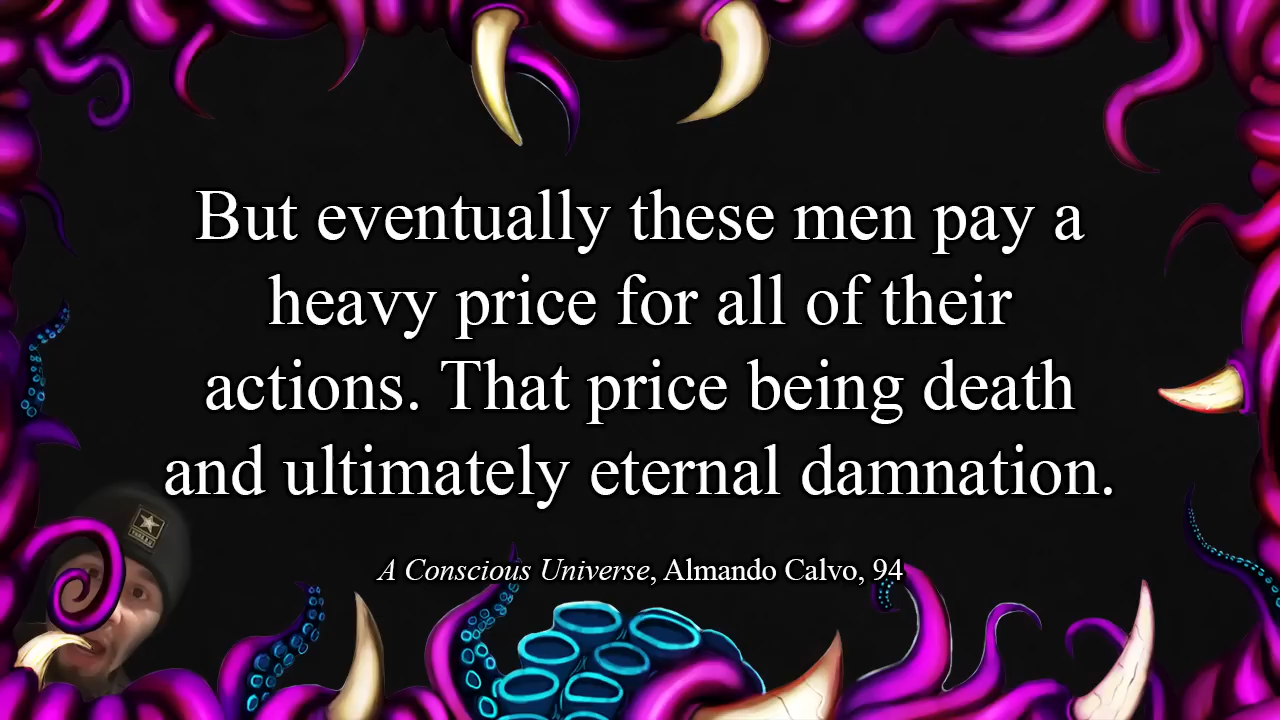 But eventually these men pay a
heavy price for all of their
actions. That price being death
and ultimately eternal damnation.
A Conscious Universe, Almando Calvo, 94